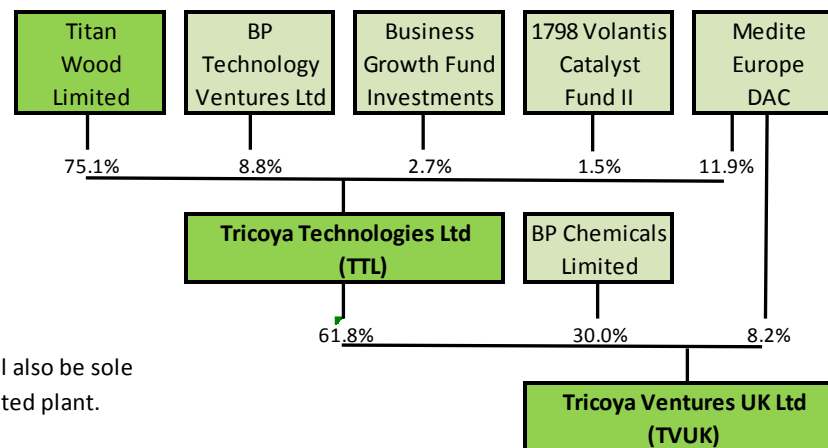 Titan
Wood
Limited
BP
Technology
Ventures Ltd
Business
Growth Fund
Investments
1798 Volantis
Catalyst
Fund II
Medite
Europe
DAC
75.1%
8.8%
2.7%
1.5%
11.9%
Tricoya Technologies Ltd
(TTL)
BP Chemicals
Limited
61.8%
30.0%
8.2%
l also be sole
ted plant.
Tricoya Ventures UK Ltd
(TVUK)